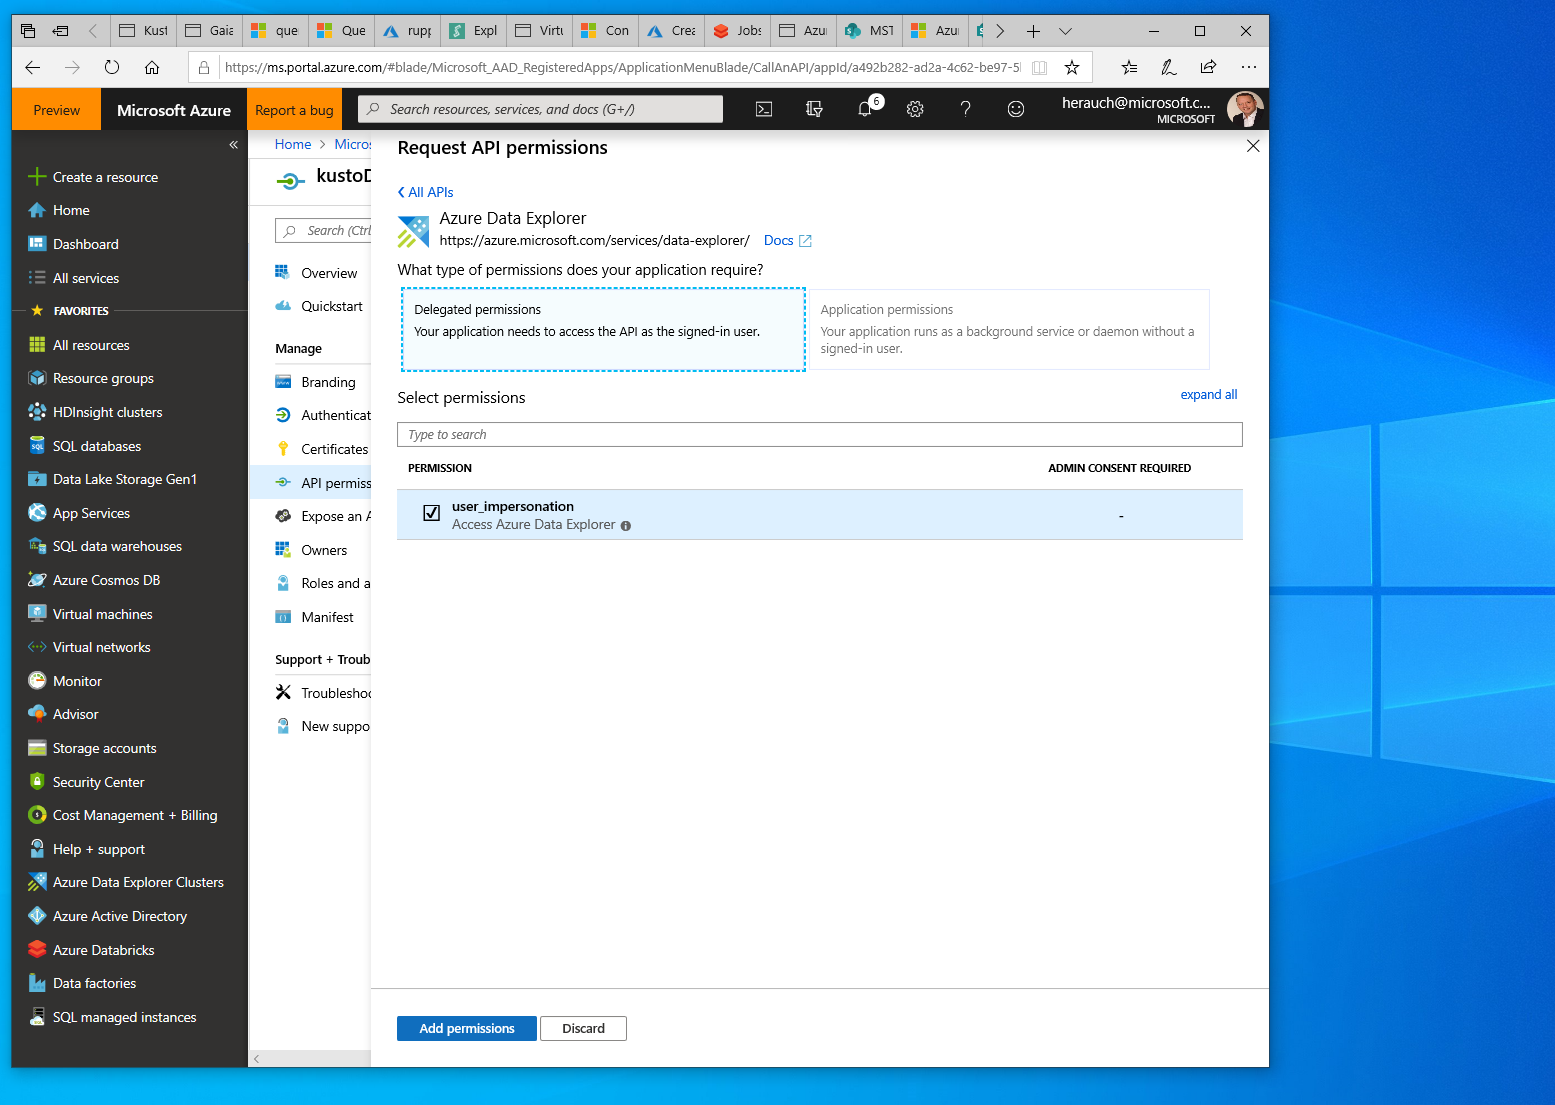 Kust
Gaia
que
Que
rupp
Expl
Virtu
Con
Crea
Jobs
Azu
MST
Azu
https://ms.portal.azure.com/#blade/Microsoft_AAD_RegisteredApps/ApplicationMenuBlade/CallAnAPI/appId/a492b282-ad2a-4c62-be97-5
Preview
Microsoft Azure
Report a bug
Search resources, services, and docs (G+/)
6
herauch@microsoft.c...
MICROSOFT
«
Create a resource
Home
Dashboard
All services
FAVORITES
All resources
Resource groups
HDInsight clusters
SQL databases
Data Lake Storage Gen1
App Services
SQL data warehouses
Azure Cosmos DB
Virtual machines
Virtual networks
Monitor
Advisor
Storage accounts
Security Center
Cost Management + Billing
Help + support
Azure Data Explorer Clusters
Azure Active Directory
Azure Databricks
Data factories
SQL managed instances
Home > Micros
kustoD
Search (Ctrl
Overview
Quickstart
Manage
Branding
Authenticat
Certificates
API permiss
Expose an A
Owners
Roles and a
Manifest
Support + Troub
Troubleshoo
New suppo
Request API permissions
All APIs
Azure Data Explorer
https://azure.microsoft.com/services/data-explorer/ Docs
What type of permissions does your application require?
Delegated permissions
Your application needs to access the API as the signed-in user.
Application permissions
Your application runs as a background service or daemon without a
signed-in user.
Select permissions
expand all
Type to search
PERMISSION
ADMIN CONSENT REQUIRED
user_impersonation
Access Azure Data Explorer
-
Add permissions
Discard